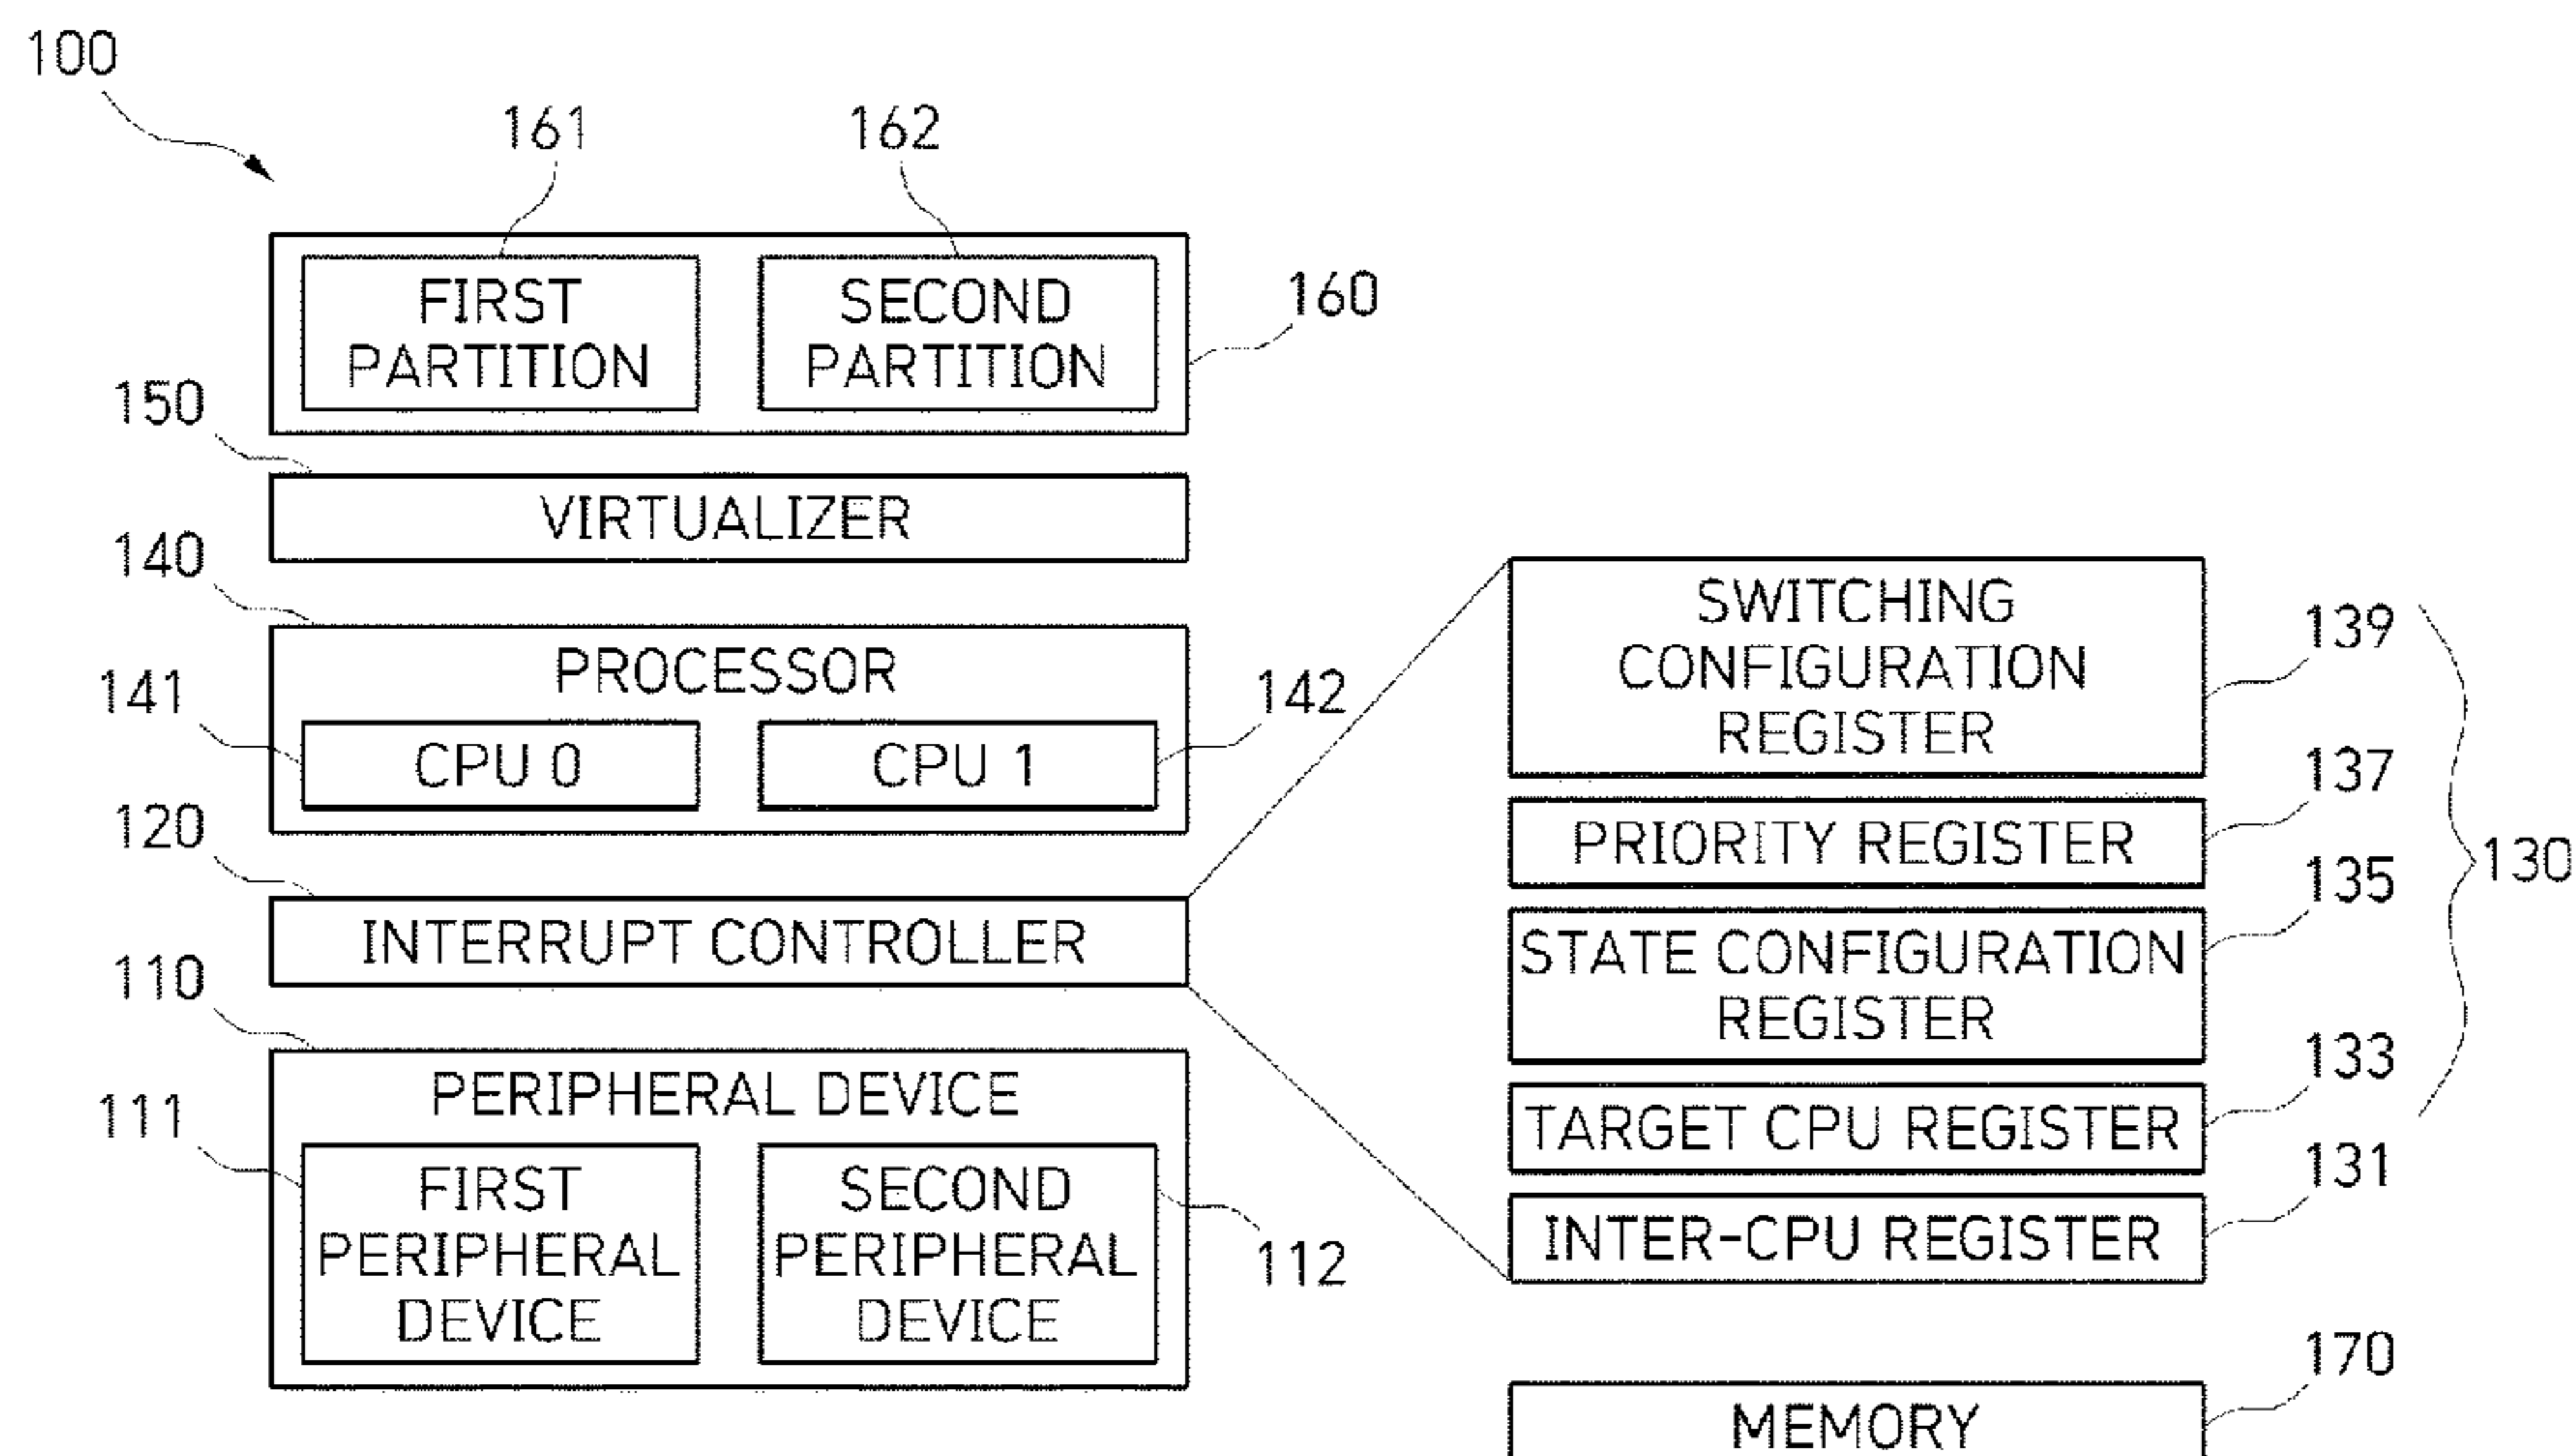 100
161
162
FIRST
PARTITION
SECOND
PARTITION
160
150
VIRTUALIZER
140
PROCESSOR
141
CPU 0
CPU 1
142
120
INTERRUPT CONTROLLER
110
PERIPHERAL DEVICE
111
FIRST
PERIPHERAL
DEVICE
SECOND
PERIPHERAL
DEVICE
112
SWITCHING
CONFIGURATION
REGISTER
139
PRIORITY REGISTER
137
STATE CONFIGURATION
REGISTER
135
130
TARGET CPU REGISTER
133
INTER-CPU REGISTER
131
MEMORY
170